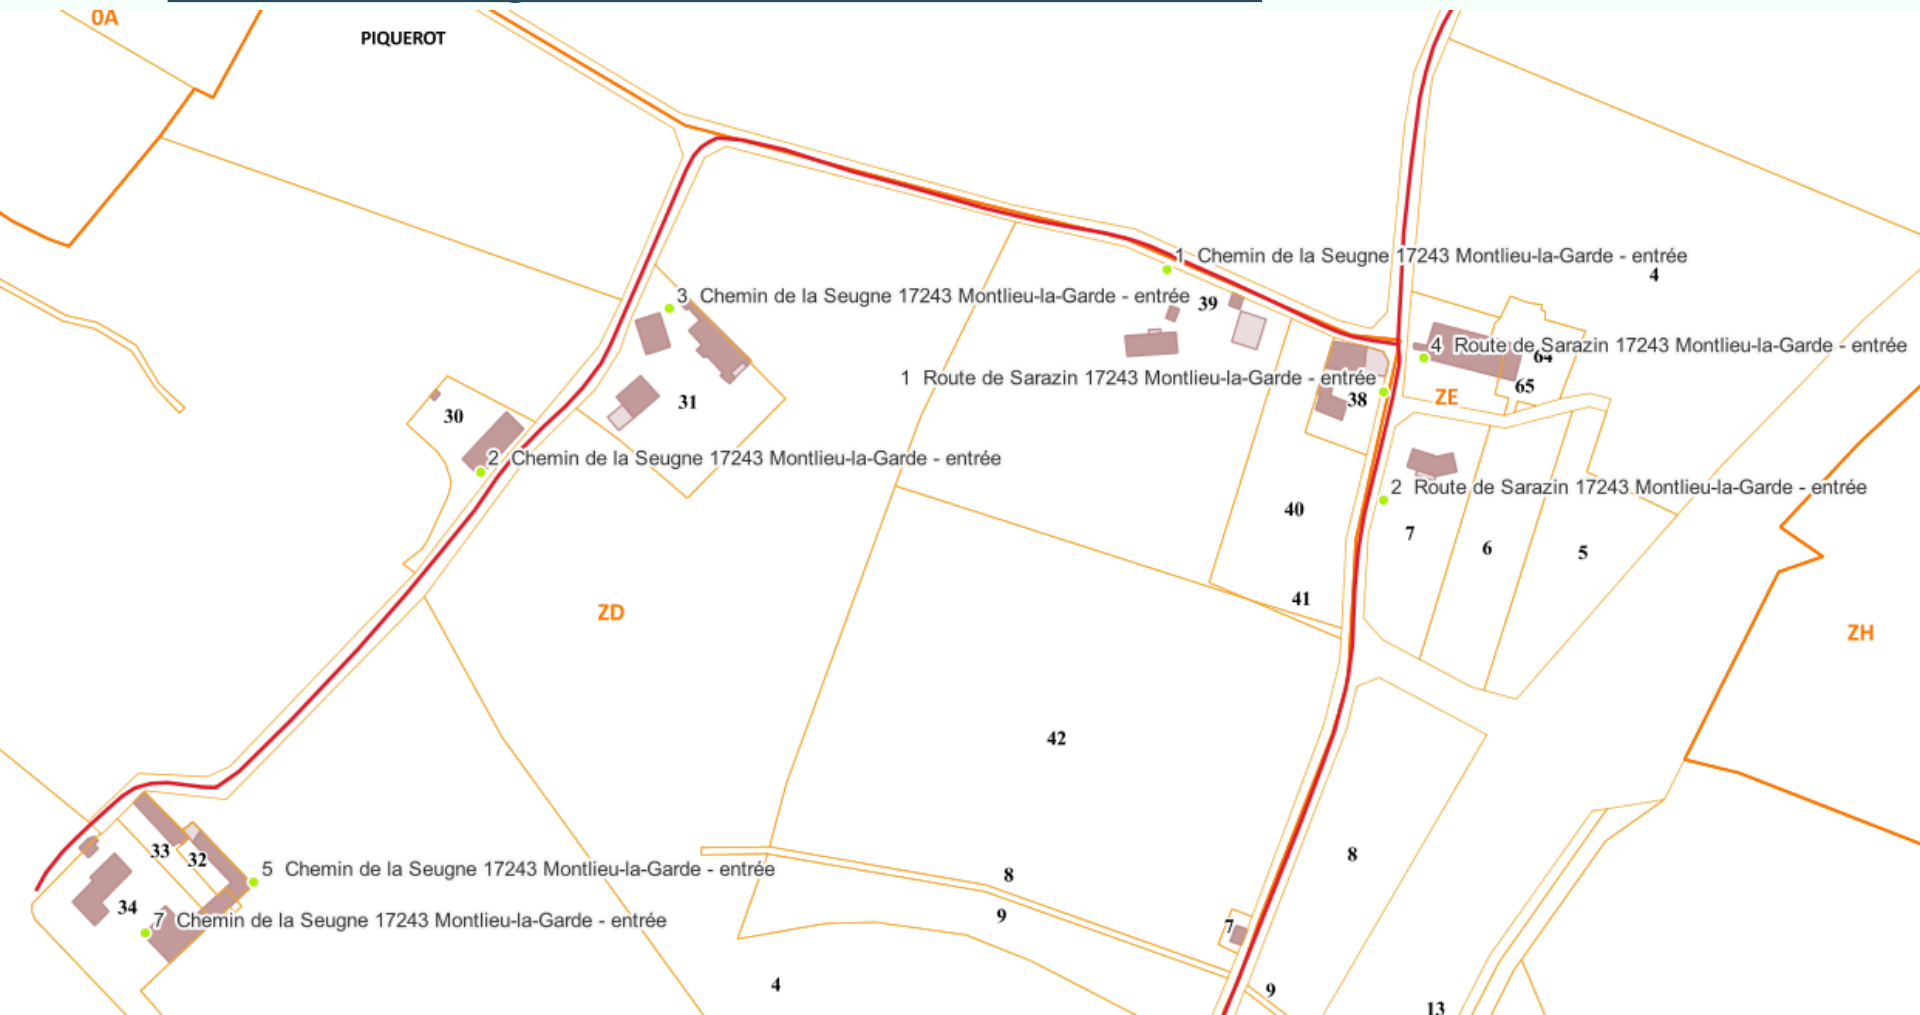 0A
PIQUEROT
1 Chemin de la Seugne 17243 Montlieu-la-Garde - entrée
4
3 Chemin de la Seugne 17243 Montlieu-la-Garde - entrée
39
4 Route de Sarazin 17243 Montlieu-la-Garde - entrée
64
1 Route de Sarazin 17243 Montlieu-la-Garde - entrée
65
38
ZE
31
30
2 Chemin de la Seugne 17243 Montlieu-la-Garde - entrée
2 Route de Sarazin 17243 Montlieu-la-Garde - entrée
40
7
6
5
41
ZD
ZH
42
33
32
8
5 Chemin de la Seugne 17243 Montlieu-la-Garde - entrée
8
34
9
7 Chemin de la Seugne 17243 Montlieu-la-Garde - entrée
7
4
9
13